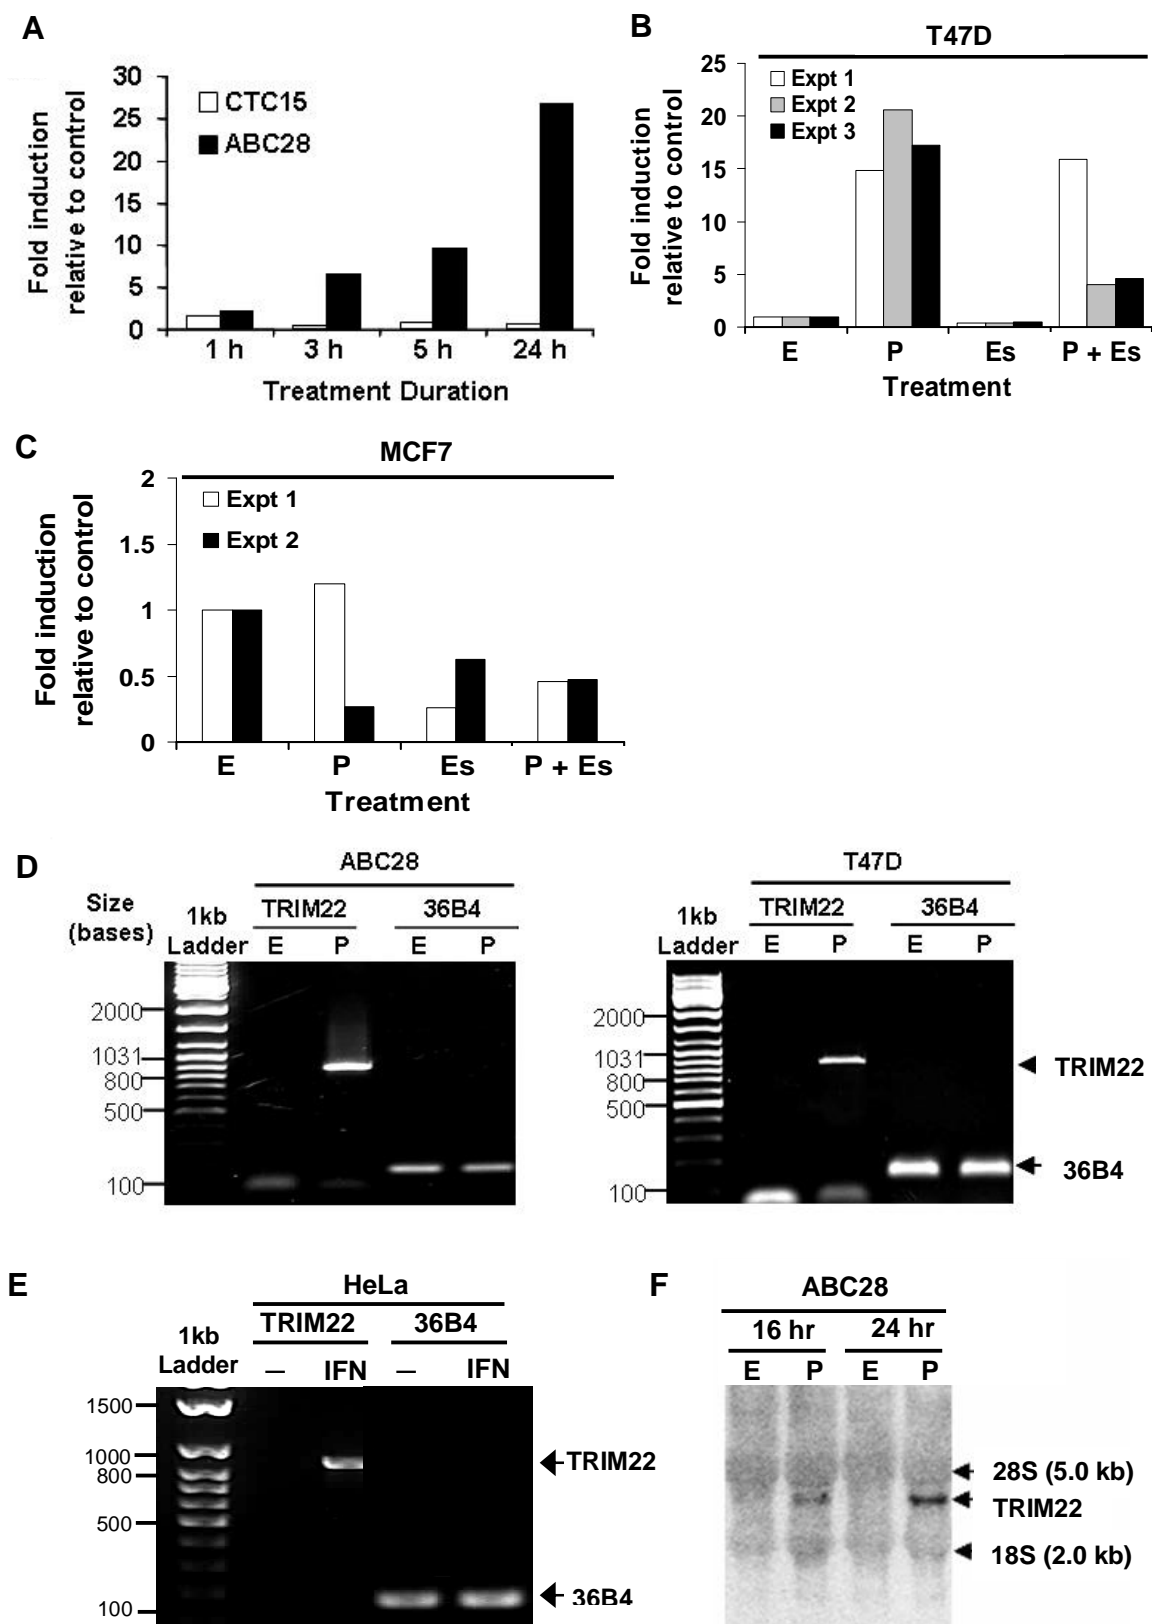 A
Fold induction
relative to control
30
25
20
15
10
5
0
CTC15
ABC28
1 h 3 h 5 h 24 h
Treatment Duration
B
T47D
Fold induction
relative to control
25
20
15
10
5
0
Expt 1
Expt 2
Expt 3
E P Es P + Es
Treatment
C
MCF7
Fold induction
relative to control
2
1.5
1
0.5
0
Expt 1
Expt 2
E P Es P + Es
Treatment
D
ABC28
Size
(bases)
1kb
Ladder
TRIM22 36B4
E P E P
2000
1031
800
500
100
T47D
1kb
Ladder
TRIM22 36B4
E P E P
2000
1031
800
500
100
TRIM22
36B4
E
HeLa
1kb
Ladder
TRIM22 36B4
– IFN – IFN
1500
1000
800
500
100
TRIM22
36B4
F
ABC28
16 hr 24 hr
E P E P
28S (5.0 kb)
TRIM22
18S (2.0 kb)